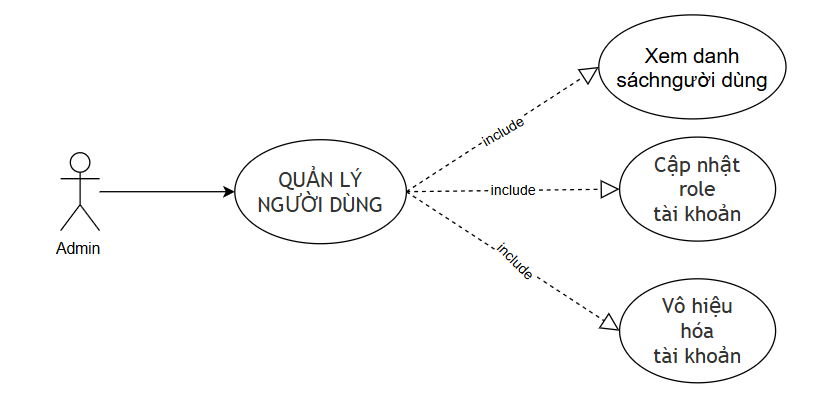 Xem danh
sáchngười dùng
include
Cập nhật
role
tài khoản
QUẢN LÝ
NGƯỜI DÙNG
include
Admin
include
Vô hiệu
hóa
tài khoản